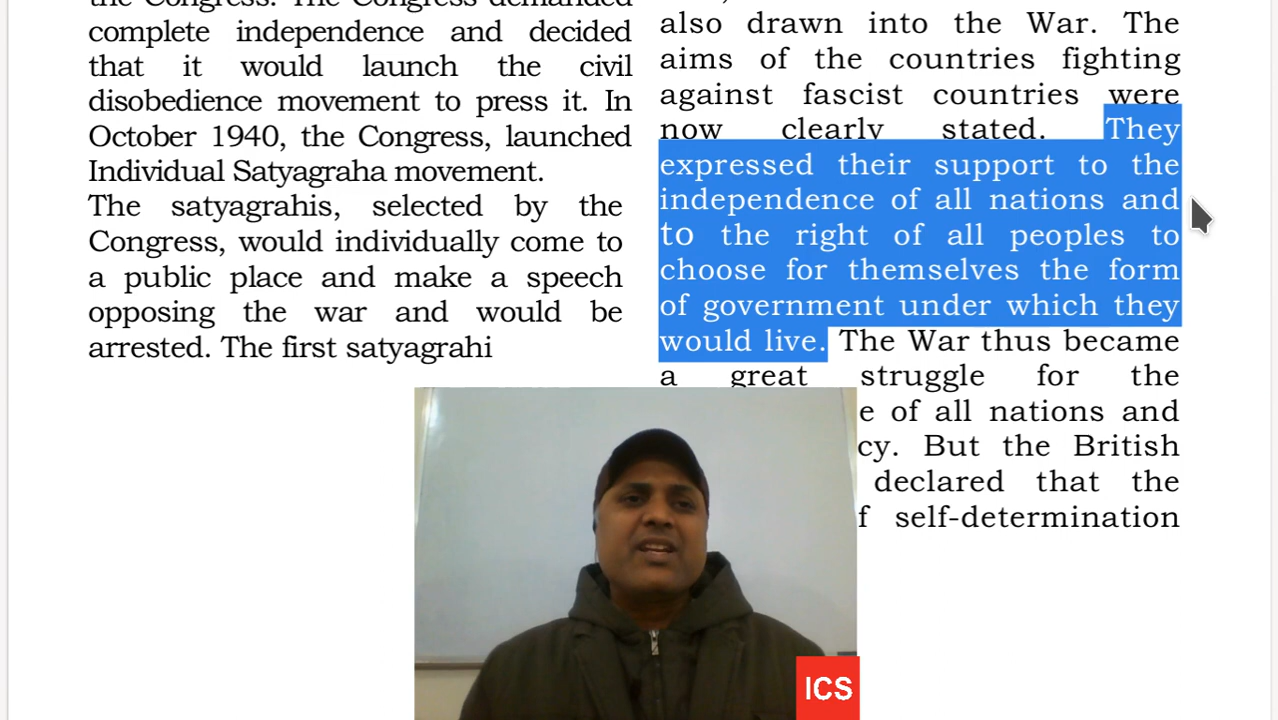 the Congress. The Congress demanded
complete independence and decided
that it would launch the civil
disobedience movement to press it. In
October 1940, the Congress, launched
Individual Satyagraha movement.
The satyagrahis, selected by the
Congress, would individually come to
a public place and make a speech
opposing the war and would be
arrested. The first satyagrahi
also drawn into the War. The
aims of the countries fighting
against fascist countries were
now clearly stated. They
expressed their support to the
independence of all nations and
to the right of all peoples to
choose for themselves the form
of government under which they
would live. The War thus became
a great struggle for the
of all nations and
But the British
declared that the
self-determination
ICS